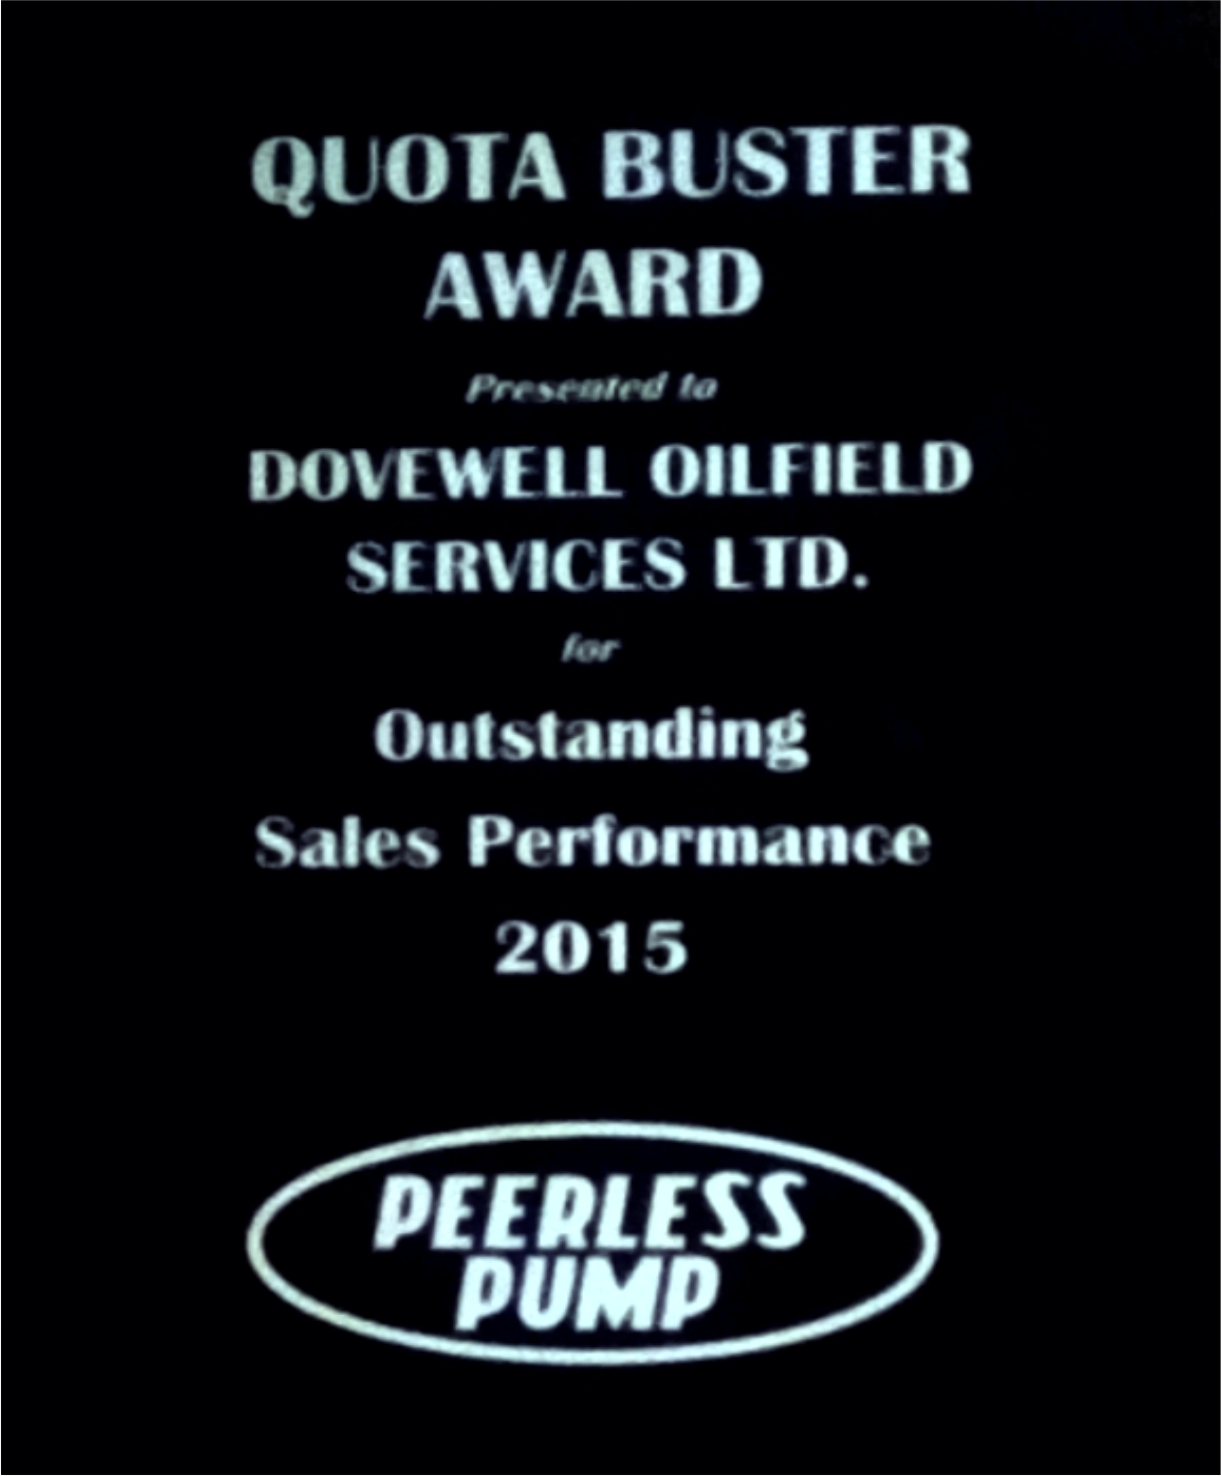 QUOTA BUSTER
AWARD
Presented to
DOVEWELL OILFIELD
SERVICES LTD.
for
Outstanding
Sales Performance
2015
PEERLESS
PUMP